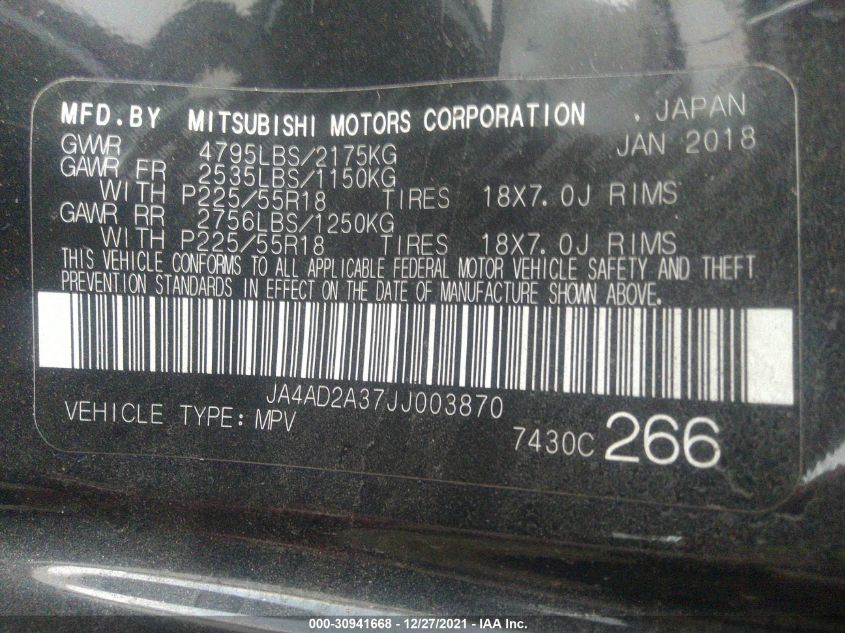 MFD.BY MITSUBISHI MOTORS CORPORATION , JAPAN
GVWR 4795LBS/2175KG JAN 2018
GAWR FR 2535LBS/1150KG
WITH P225/55R18 TIRES 18X7.0J RIMS
GAWR RR 2756LBS/1250KG
WITH P225/55R18 TIRES 18X7.0J RIMS
THIS VEHICLE CONFORMS TO ALL APPLICABLE FEDERAL MOTOR VEHICLE SAFETY AND THEFT
PREVENTION STANDARDS IN EFFECT ON THE DATE OF MANUFACTURE SHOWN ABOVE.
JA4AD2A37JJ003870
VEHICLE TYPE: MPV
7430C 266
000-30941668 - 12/27/2021 - IAA Inc.